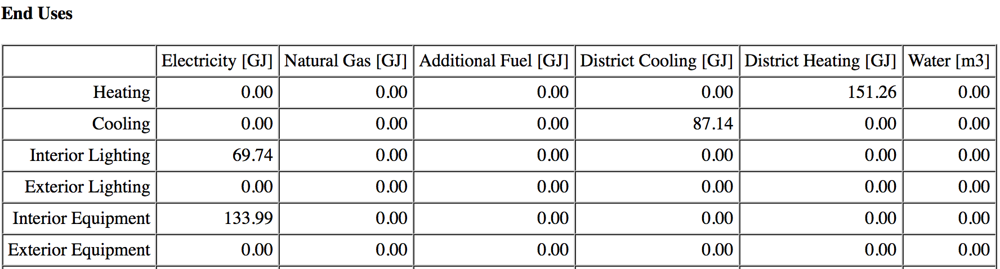 End Uses
Electricity [GJ] Natural Gas [GJ] Additional Fuel [GJ] District Cooling [GJ] District Heating [GJ] Water [m3]
Heating 0.00 0.00 0.00 0.00 151.26 0.00
Cooling 0.00 0.00 0.00 87.14 0.00 0.00
Interior Lighting 69.74 0.00 0.00 0.00 0.00 0.00
Exterior Lighting 0.00 0.00 0.00 0.00 0.00 0.00
Interior Equipment 133.99 0.00 0.00 0.00 0.00 0.00
Exterior Equipment 0.00 0.00 0.00 0.00 0.00 0.00